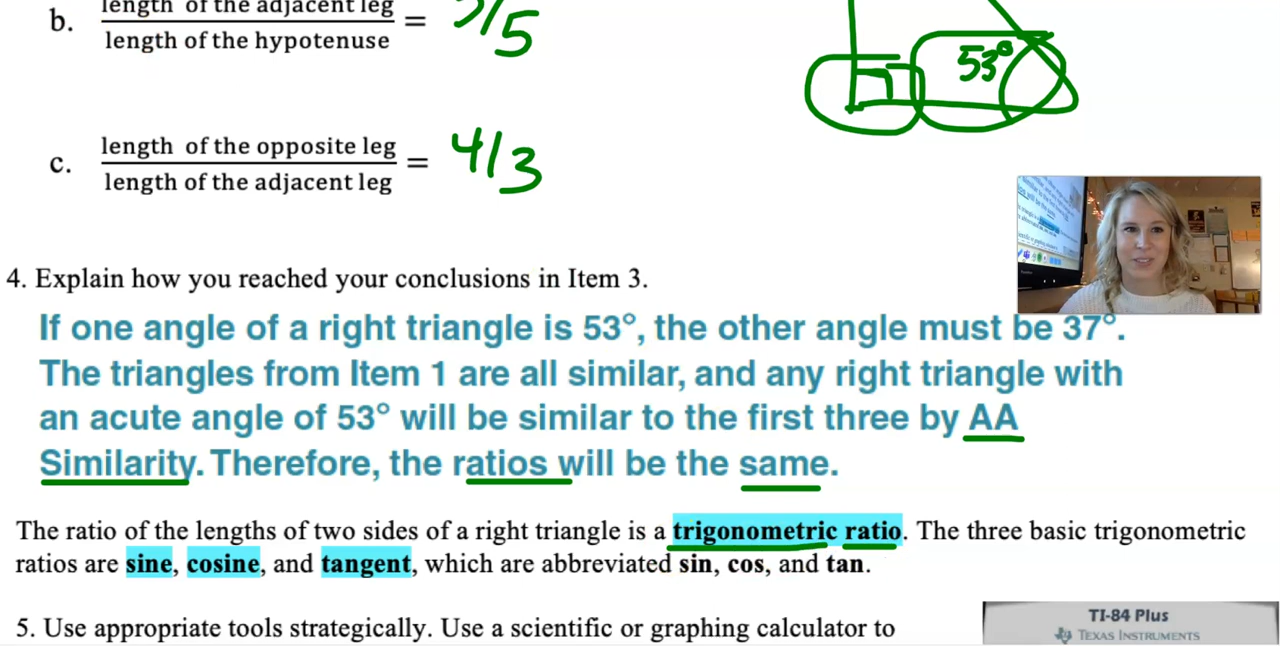 b. length of the adjacent leg / length of the hypotenuse = 3/5
53°
c. length of the opposite leg / length of the adjacent leg = 4/3
4. Explain how you reached your conclusions in Item 3.
If one angle of a right triangle is 53°, the other angle must be 37°.
The triangles from Item 1 are all similar, and any right triangle with
an acute angle of 53° will be similar to the first three by AA
Similarity. Therefore, the ratios will be the same.
The ratio of the lengths of two sides of a right triangle is a trigonometric ratio. The three basic trigonometric
ratios are sine, cosine, and tangent, which are abbreviated sin, cos, and tan.
5. Use appropriate tools strategically. Use a scientific or graphing calculator to
TI-84 Plus
TEXAS INSTRUMENTS